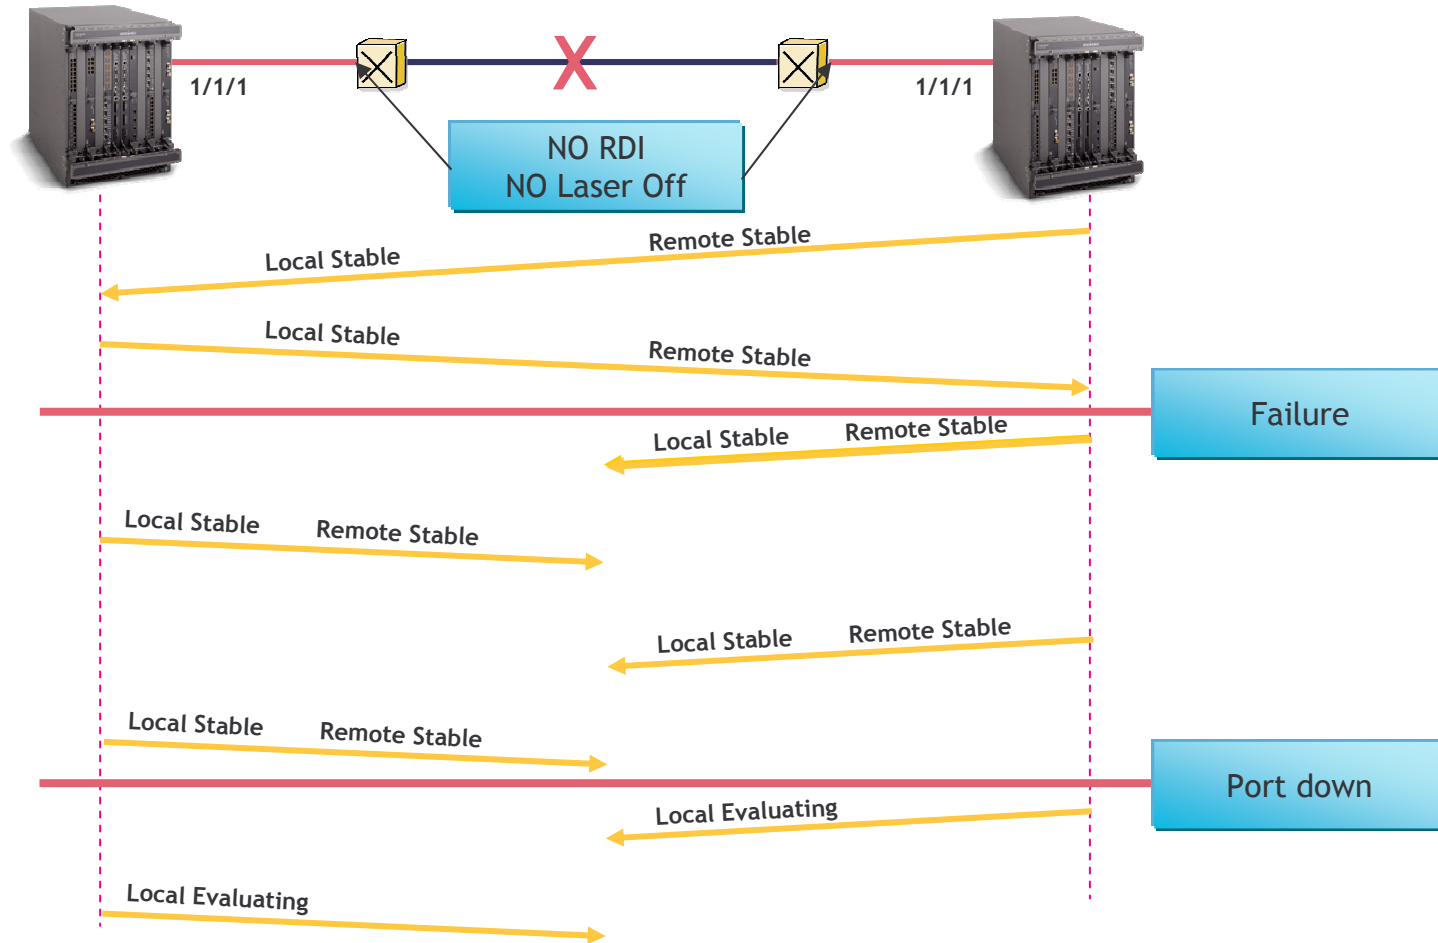 1/1/1
1/1/1
NO RDI
NO Laser Off
Remote Stable
Local Stable
Local Stable
Remote Stable
Failure
Local Stable
Remote Stable
Local Stable
Remote Stable
Local Stable
Remote Stable
Local Stable
Remote Stable
Port down
Local Evaluating
Local Evaluating